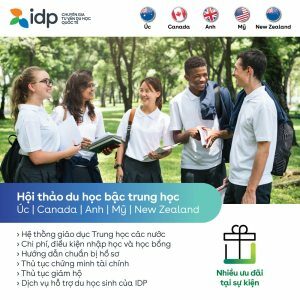 idp
CHUYÊN GIA
TƯ VẤN DU HỌC
QUỐC TẾ
Úc Canada Anh Mỹ New Zealand
Hội thảo du học bậc trung học
Úc | Canada | Anh | Mỹ | New Zealand
› Hệ thống giáo dục Trung học các nước
› Chi phí, điều kiện nhập học và học bổng
› Hướng dẫn chuẩn bị hồ sơ
› Thủ tục chứng minh tài chính
› Thủ tục giám hộ
› Dịch vụ hỗ trợ du học sinh của IDP
Nhiều ưu đãi
tại sự kiện